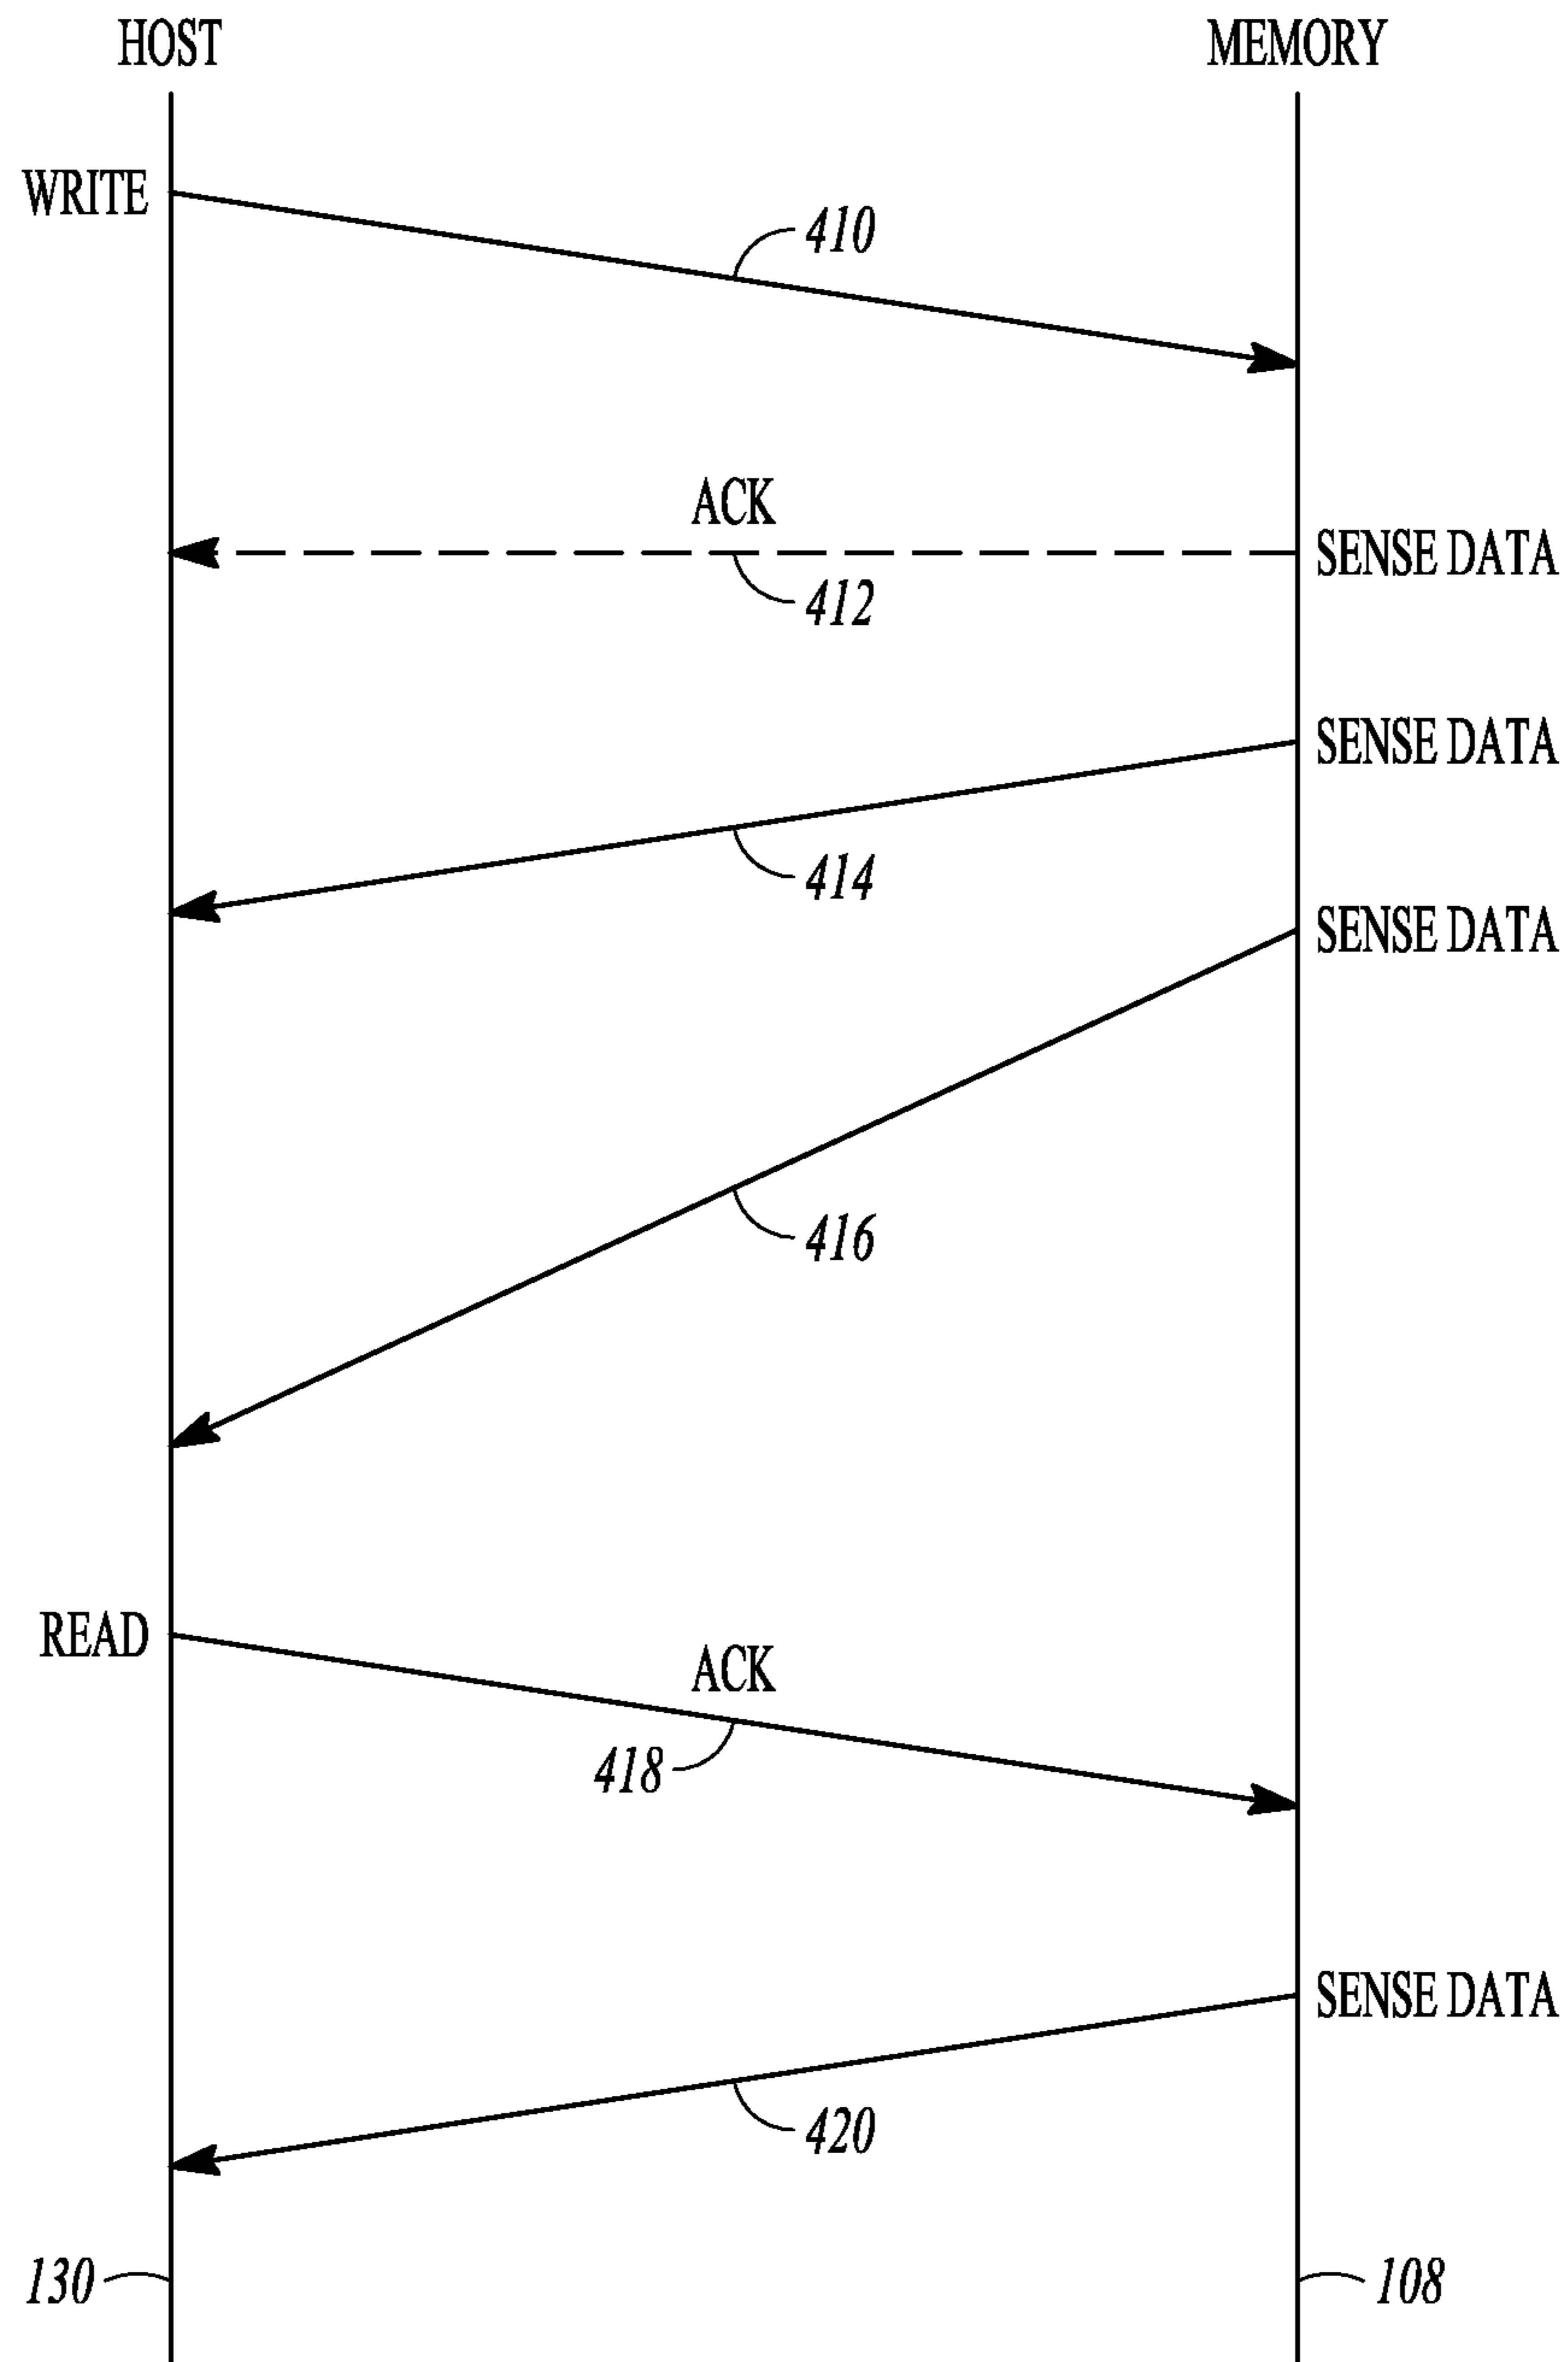 HOST
MEMORY
WRITE
410
ACK
SENSE DATA
412
SENSE DATA
414
SENSE DATA
416
READ
ACK
418
SENSE DATA
420
130
108